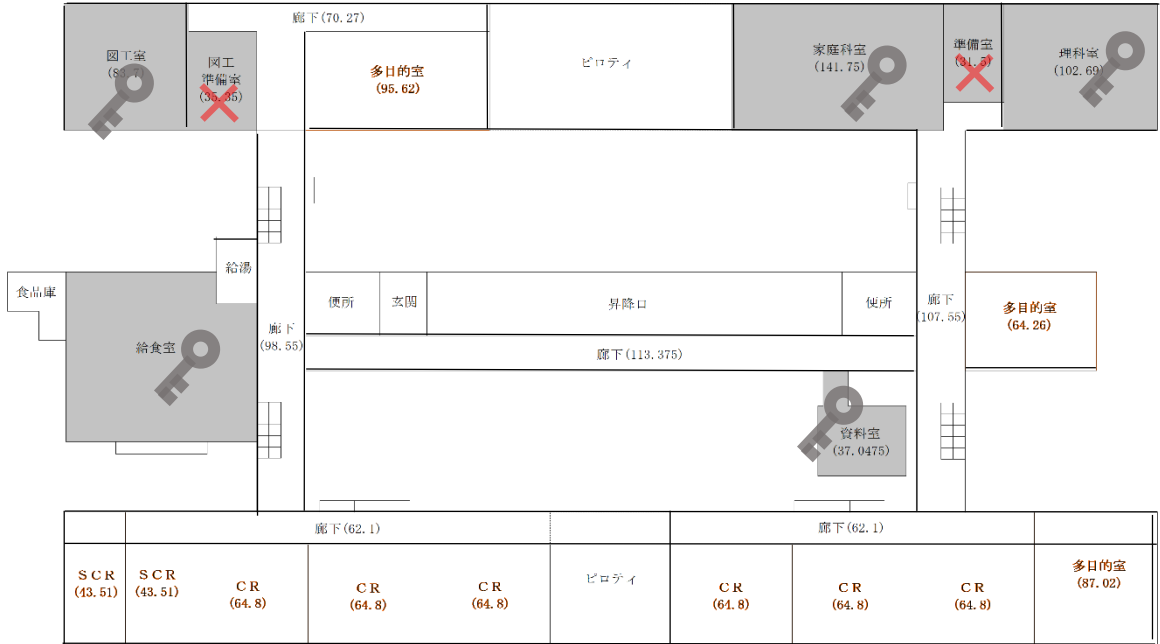 廊下(70.27)
図工室
(83.7)
図工
準備室
(35.35)
多目的室
(95.62)
ピロティ
家庭科室
(141.75)
準備室
(31.5)
理科室
(102.69)
給湯
食品庫
給食室
廊下
(98.55)
便所
玄関
昇降口
便所
廊下
(107.55)
多目的室
(64.26)
廊下(113.375)
資料室
(37.0475)
廊下(62.1)
廊下(62.1)
ＳＣＲ
(43.51)
ＳＣＲ
(43.51)
ＣＲ
(64.8)
ＣＲ
(64.8)
ＣＲ
(64.8)
ピロティ
ＣＲ
(64.8)
ＣＲ
(64.8)
ＣＲ
(64.8)
多目的室
(87.02)